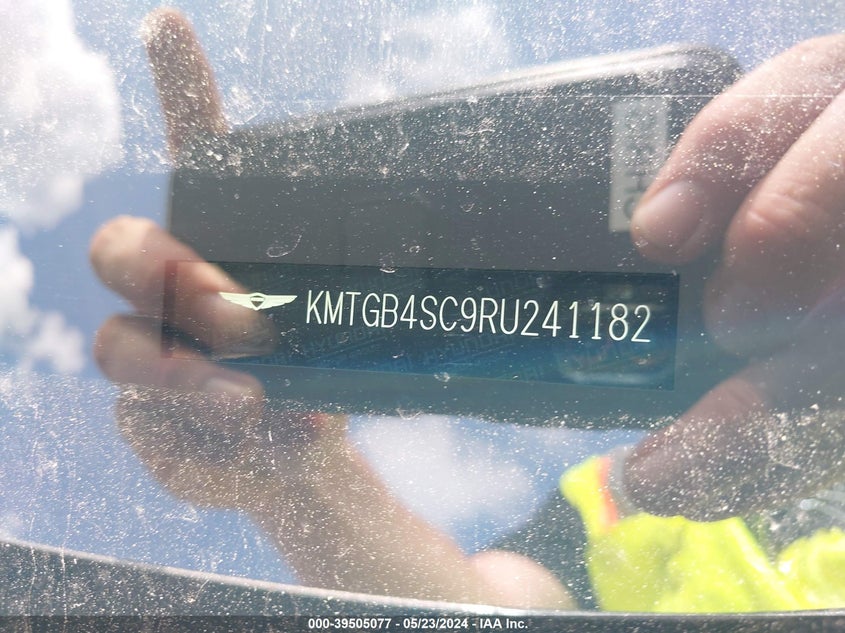 KMTGB4SC9RU241182
000-39505077 - 05/23/2024 - IAA Inc.